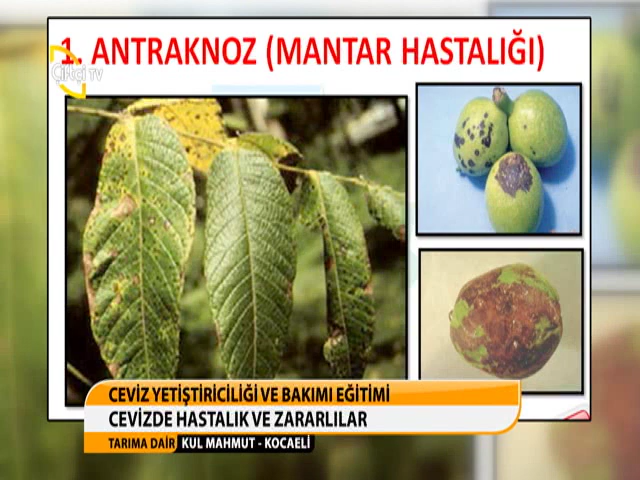 1. ANTRAKNOZ (MANTAR HASTALIĞI)
Çiftçi TV
CEVİZ YETİŞTİRİCİLİĞİ VE BAKIMI EĞİTİMİ
CEVİZDE HASTALIK VE ZARARLILAR
TARIMA DAİR KUL MAHMUT - KOCAELİ